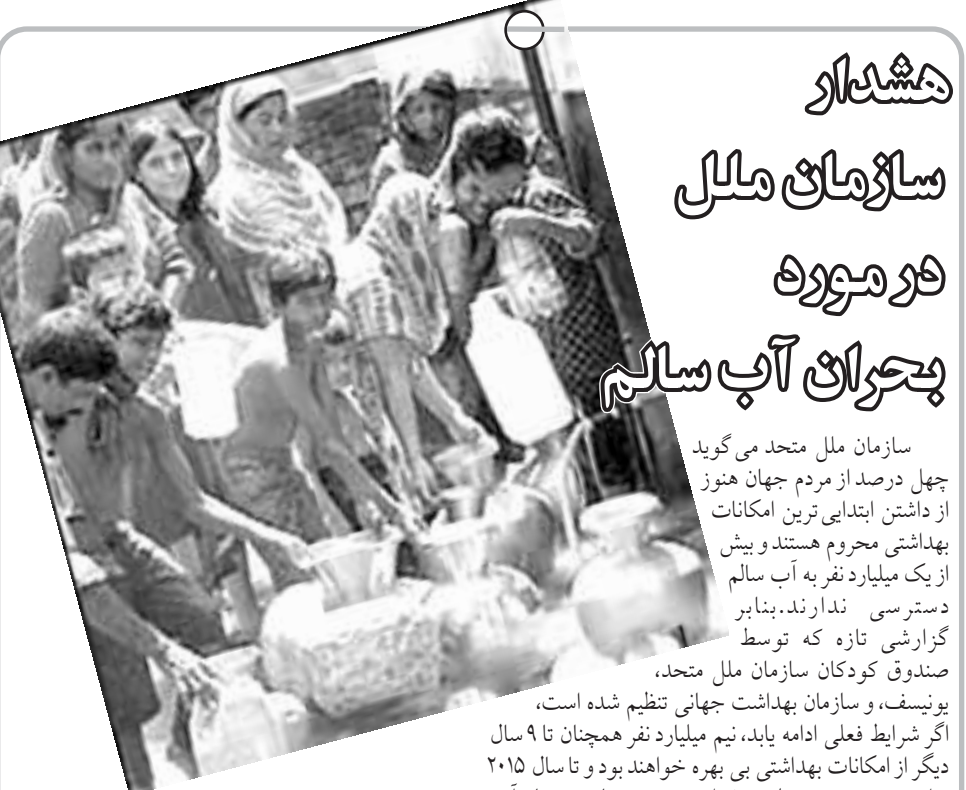 هشدار
سازمان ملل
در مورد
بحران آب سالم
سازمان ملل متحد می گوید
چهل درصد از مردم جهان هنوز
از داشتن ابتدایی ترین امکانات
بهداشتی محروم هستند و بیش
از یک میلیارد نفر به آب سالم
دسترسی ندارند.بنابر
گزارشی تازه که توسط
صندوق کودکان سازمان ملل متحد،
یونیسف، و سازمان بهداشت جهانی تنظیم شده است،
اگر شرایط فعلی ادامه یابد، نیم میلیارد نفر همچنان تا ۹ سال
دیگر از امکانات بهداشتی بی بهره خواهند بود و تا سال ۲۰۱۵